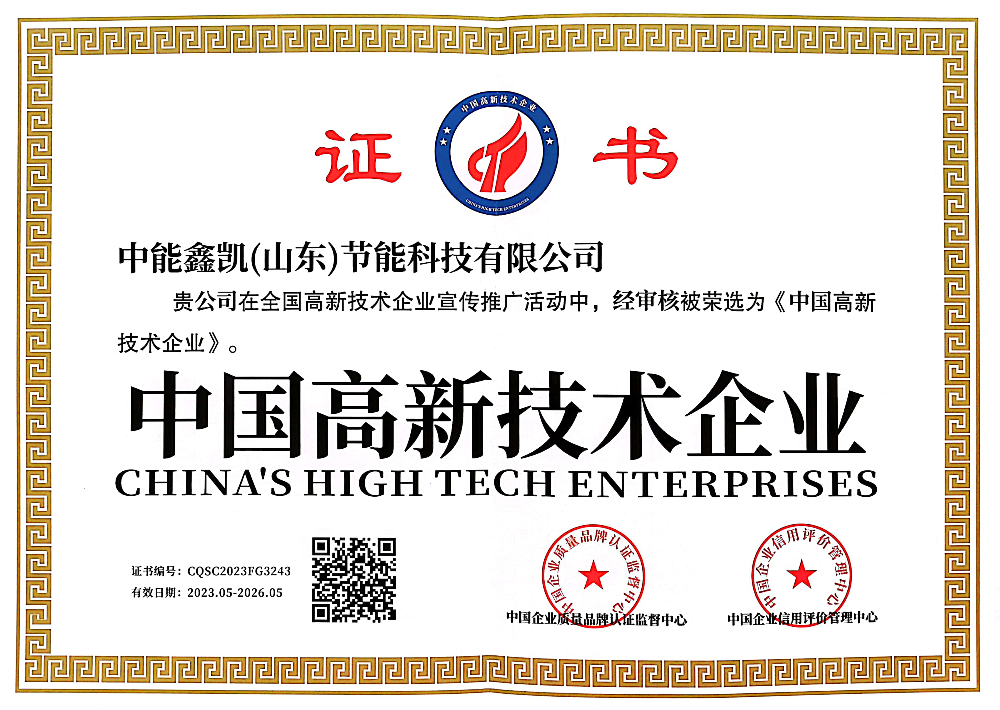 证 书
中国高新技术企业
CHINA'S HIGH TECH ENTERPRISES
中能鑫凯(山东)节能科技有限公司
贵公司在全国高新技术企业宣传推广活动中，经审核被荣选为《中国高新
技术企业》。
中国高新技术企业
CHINA'S HIGH TECH ENTERPRISES
证书编号：CQSC2023FG3243
有效日期：2023.05-2026.05
中国企业质量品牌认证监督中心
中国企业质量品牌认证监督中心
中国企业信用评价管理中心
中国企业信用评价管理中心